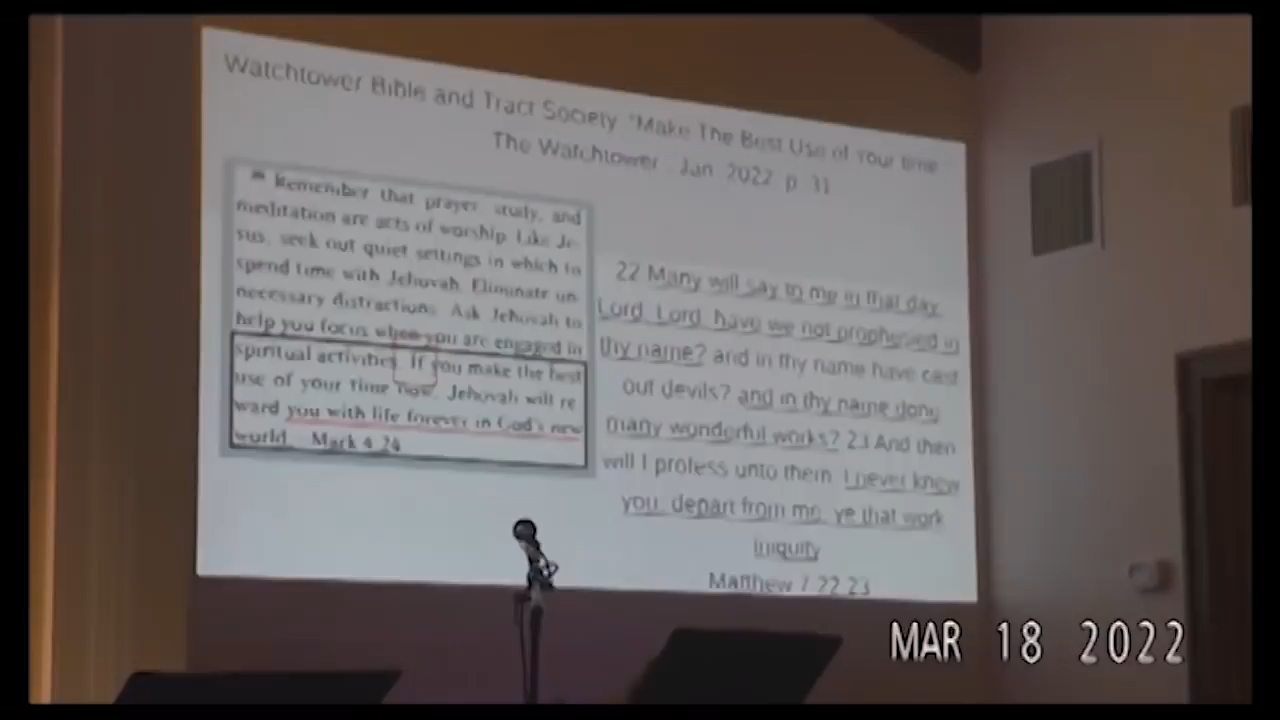 Watchtower Bible and Tract Society "Make The Best Use of Your time
The Watchtower Jan 2022 p 31
Remember that prayer study, and
meditation are acts of worship. Like Je-
sus, seek out quiet settings in which to
spend time with Jehovah. Eliminate un
necessary distractions. Ask Jehovah to
help you focus when you are engaged in
spiritual activities. If you make the best
use of your time now, Jehovah will re
ward you with life forever in God's new
world. Mark 4 24
22 Many will say to me in that day,
Lord, Lord, have we not prophesied in
thy name? and in thy name have cast
out devils? and in thy name done
many wonderful works? 23 And then
will I profess unto them, I never knew
you: depart from me, ye that work
iniquity
Matthew 7 22 23
MAR 18 2022